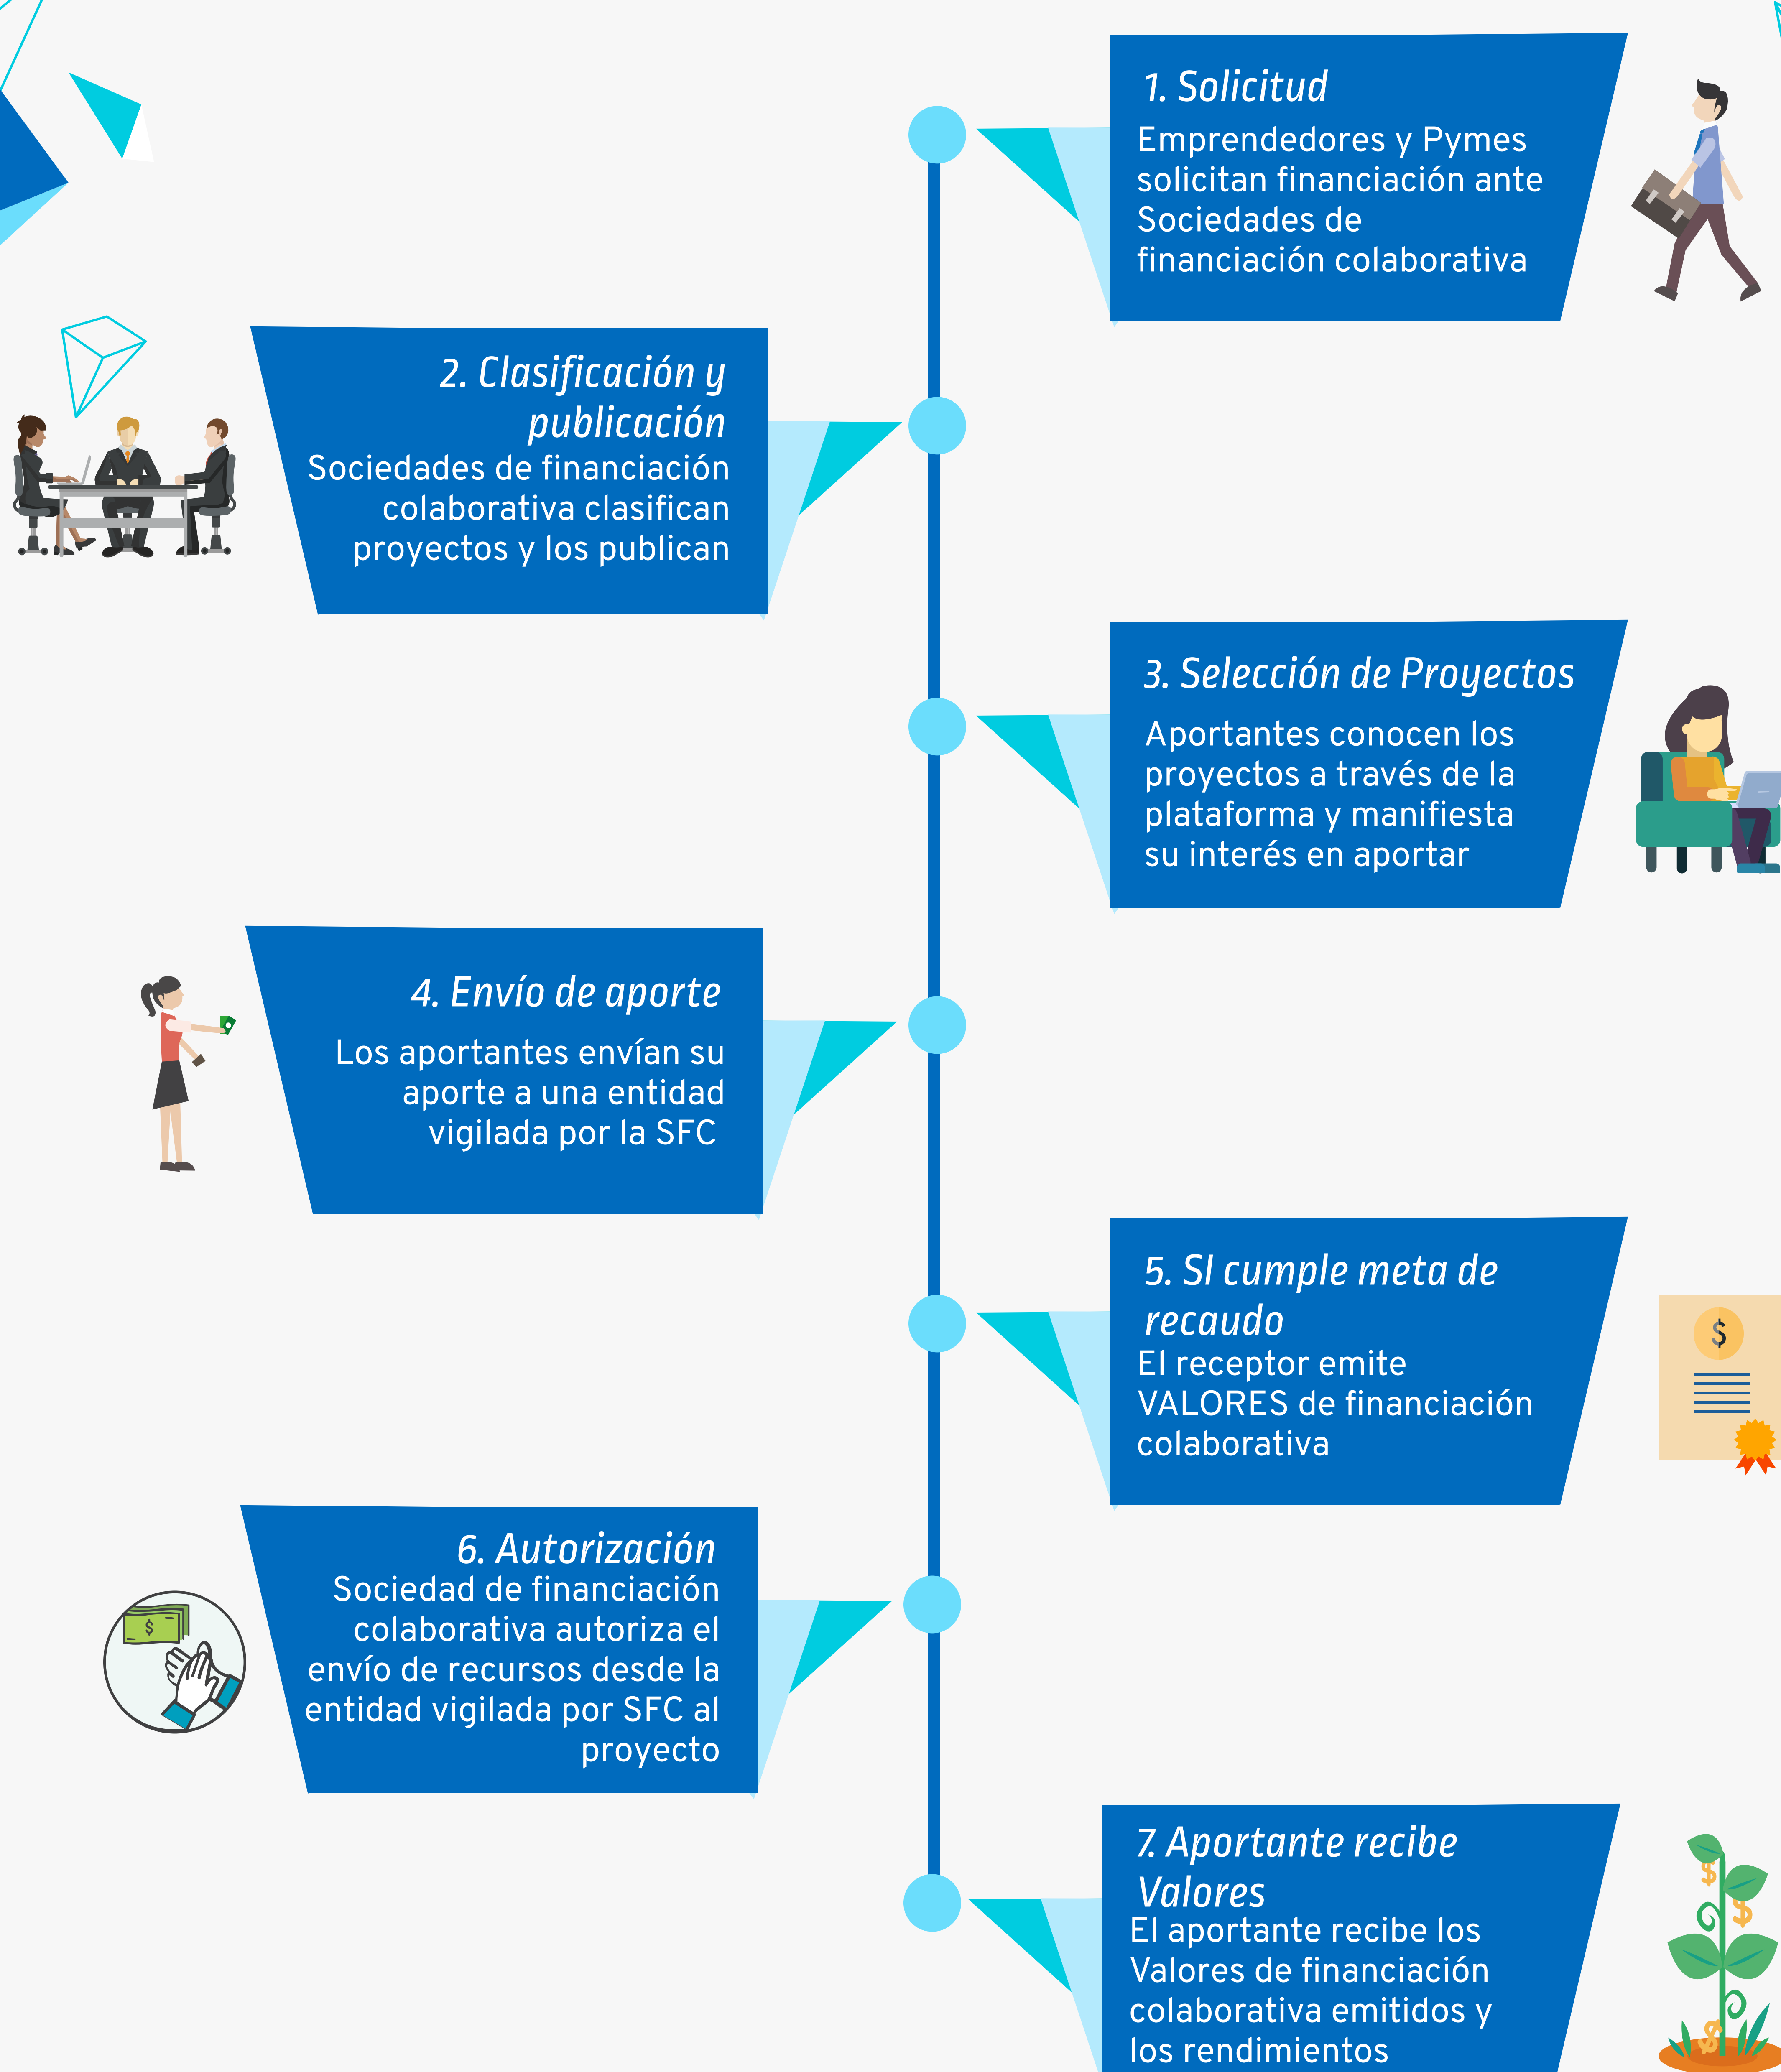 1. Solicitud
Emprendedores y Pymes
solicitan financiación ante
Sociedades de
financiación colaborativa
2. Clasificación y
publicación
Sociedades de financiación
colaborativa clasifican
proyectos y los publican
3. Selección de Proyectos
Aportantes conocen los
proyectos a través de la
plataforma y manifiesta
su interés en aportar
4. Envío de aporte
Los aportantes envían su
aporte a una entidad
vigilada por la SFC
5. SI cumple meta de
recaudo
El receptor emite
VALORES de financiación
colaborativa
6. Autorización
Sociedad de financiación
colaborativa autoriza el
envío de recursos desde la
entidad vigilada por SFC al
proyecto
7. Aportante recibe
Valores
El aportante recibe los
Valores de financiación
colaborativa emitidos y
los rendimientos